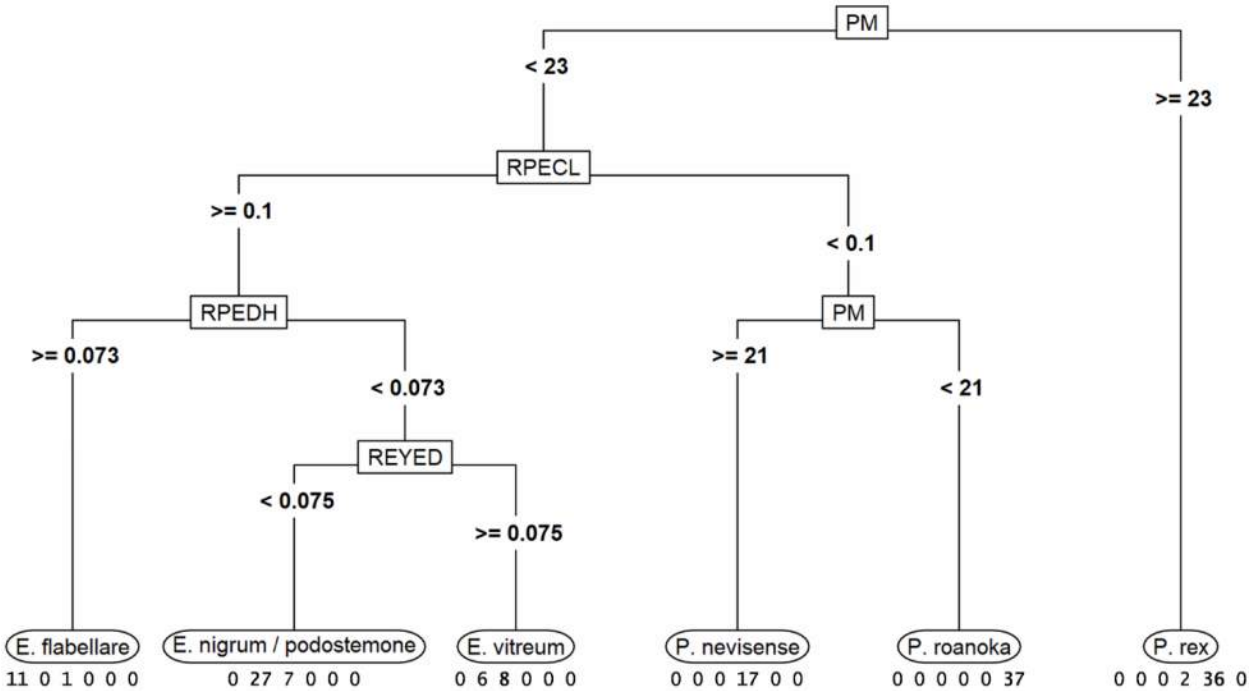 PM
< 23
>= 23
RPECL
>= 0.1
< 0.1
RPEDH
PM
>= 0.073
>= 21
< 0.073
< 21
REYED
< 0.075
>= 0.075
E. flabellare E. nigrum / podostemone E. vitreum P. nevisense P. roanoka P. rex
11 0 1 0 0 0 0 27 7 0 0 0 0 6 8 0 0 0 0 0 0 17 0 0 0 0 0 0 0 37 0 0 0 2 36 0